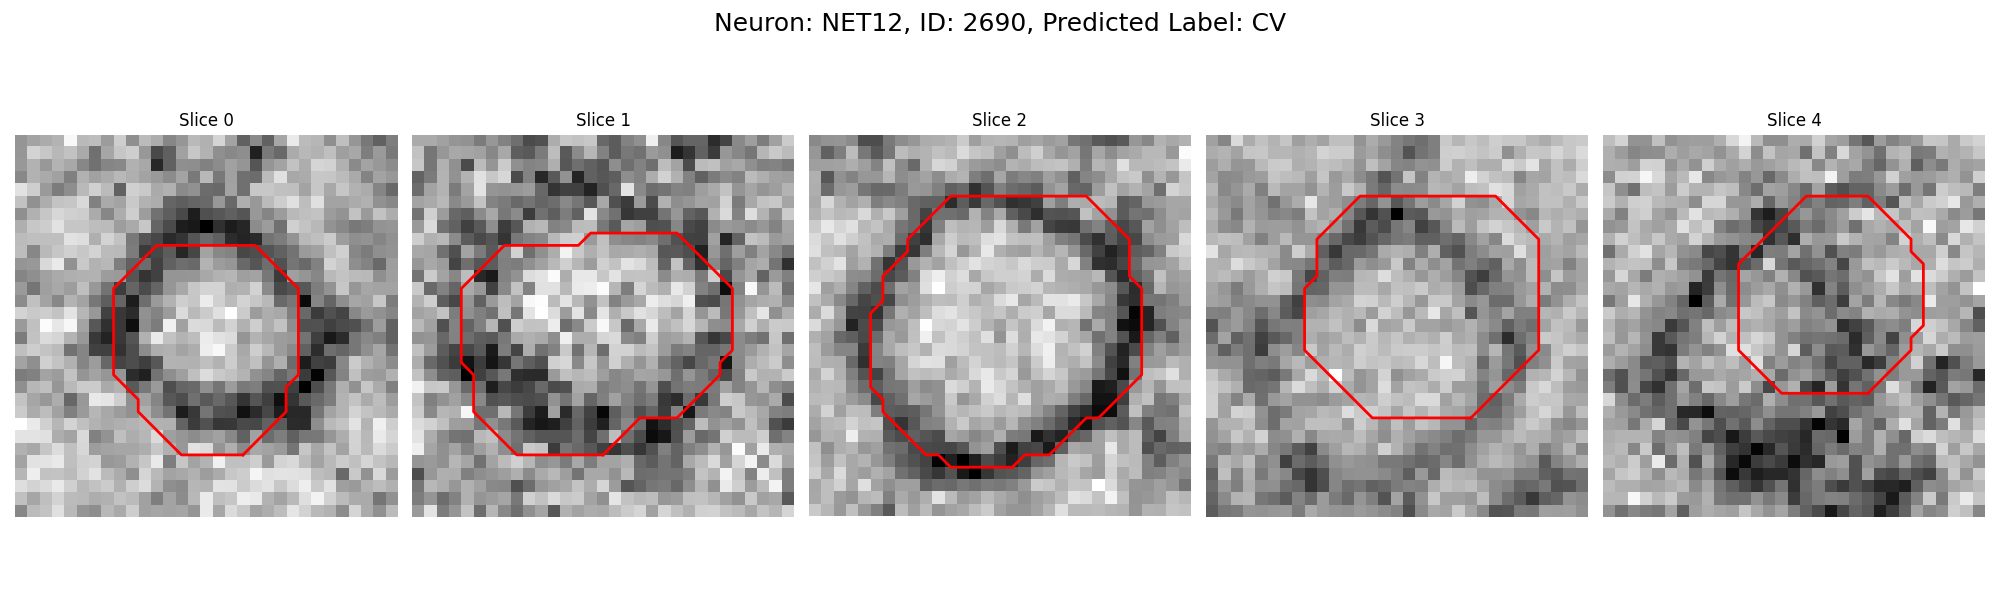 Neuron: NET12, ID: 2690, Predicted Label: CV
Slice 0
Slice 1
Slice 2
Slice 3
Slice 4